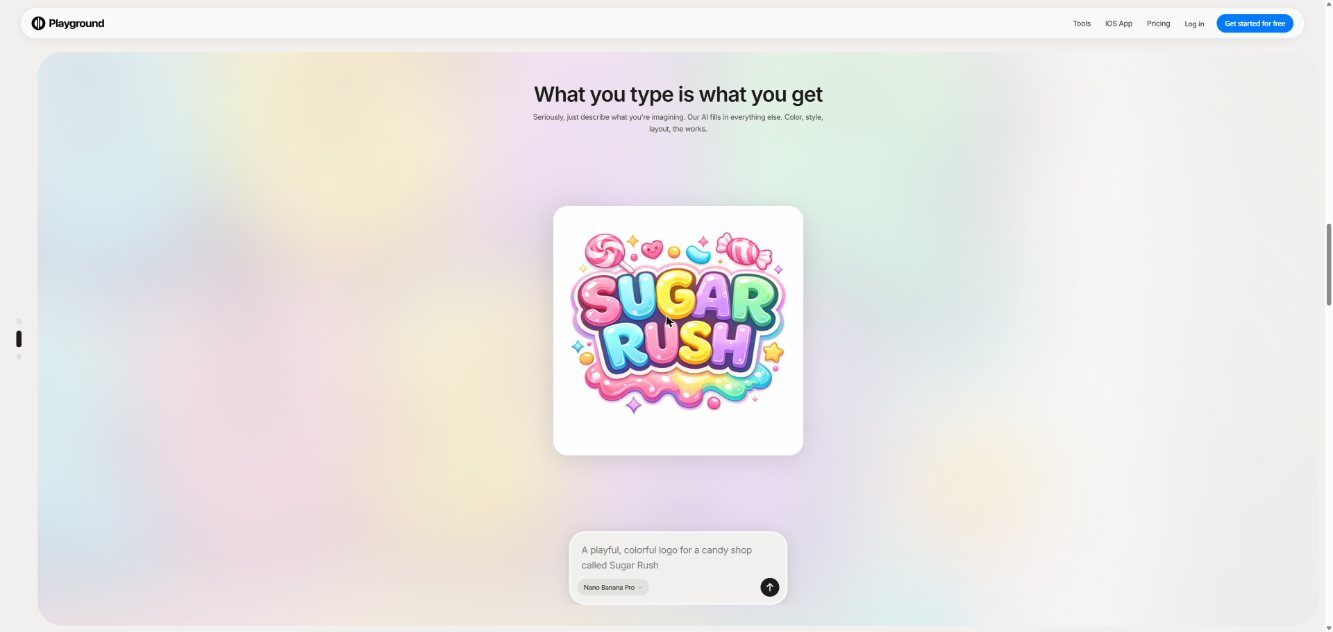 Playground
Tools
iOS App
Pricing
Log in
Get started for free
What you type is what you get
Seriously, just describe what you're imagining. Our AI fills in everything else. Color, style,
layout, the works.
SUGAR
RUSH
A playful, colorful logo for a candy shop
called Sugar Rush
Nano Banana Pro